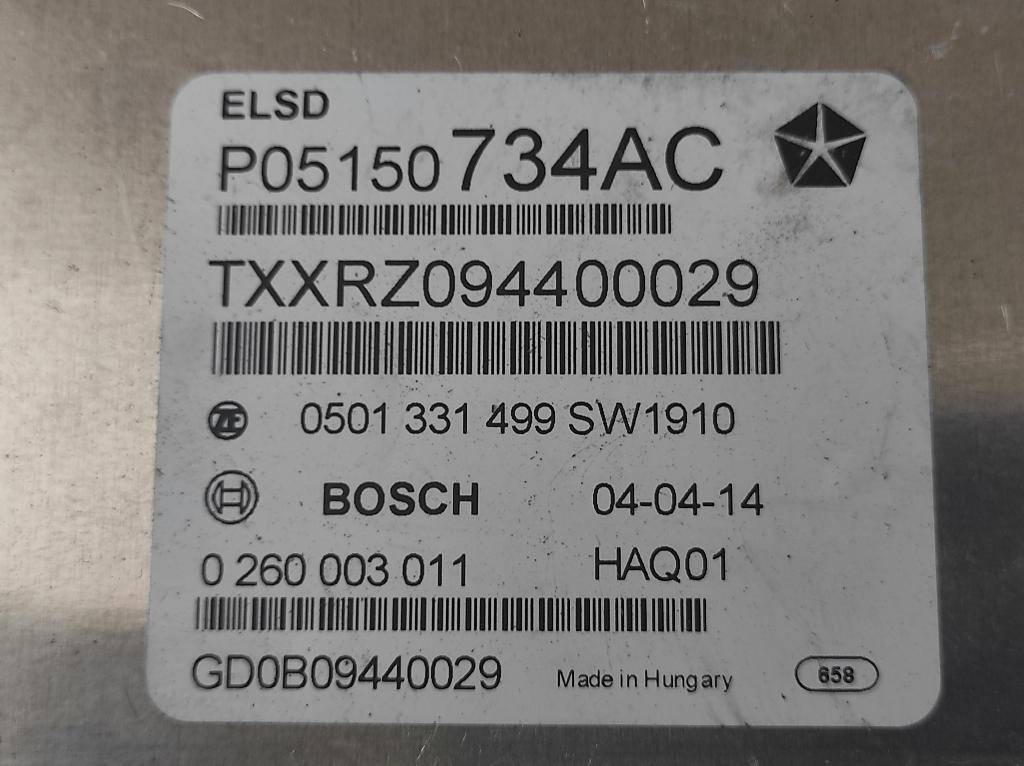 ELSD
P05150734AC
TXXRZ094400029
ZF 0501 331 499 SW1910
BOSCH 04-04-14
0 260 003 011 HAQ01
GD0B09440029 Made in Hungary 658